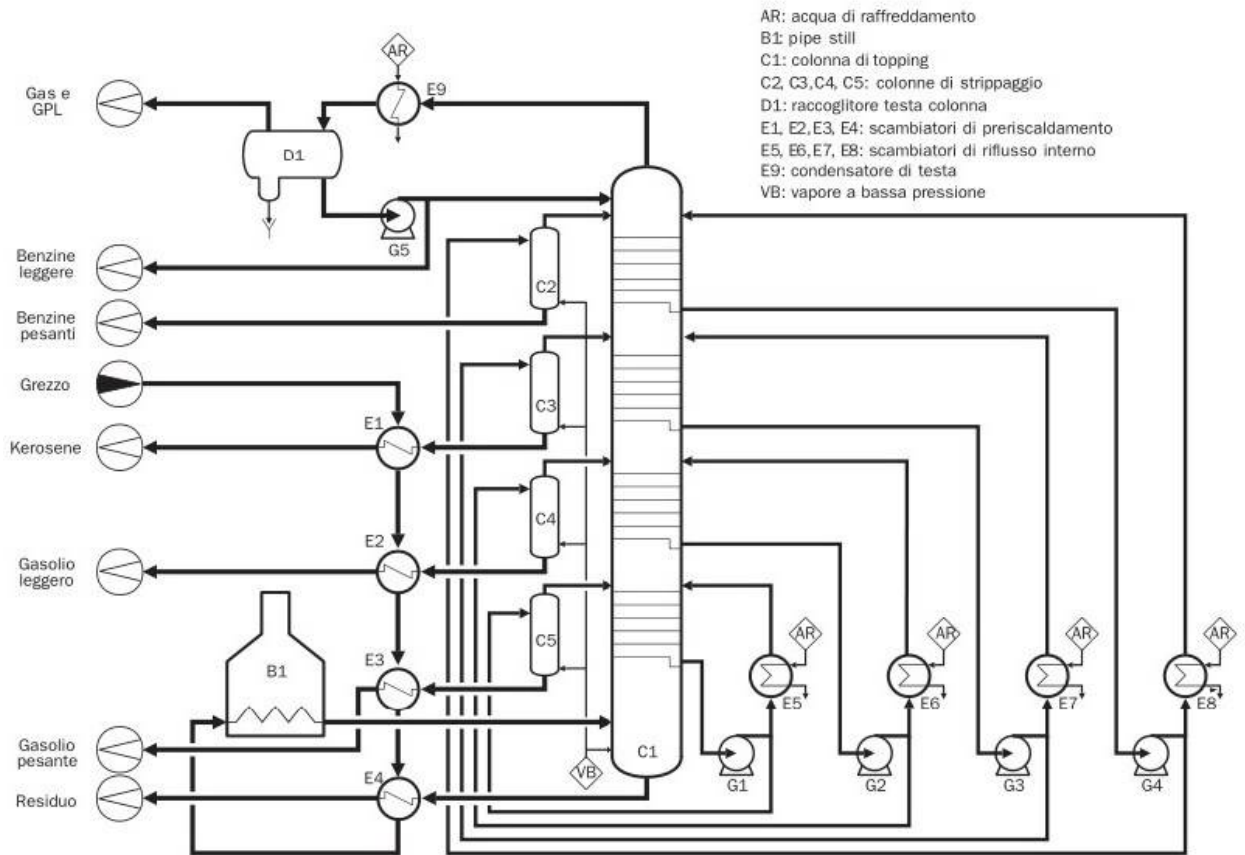 AR: acqua di raffreddamento
B1: pipe still
C1: colonna di topping
C2, C3,C4, C5: colonne di strippaggio
D1: raccoglitore testa colonna
E1, E2,E3, E4: scambiatori di preriscaldamento
E5, E6,E7, E8: scambiatori di riflusso interno
E9: condensatore di testa
VB: vapore a bassa pressione
AR
E9
Gas e
GPL
D1
G5
Benzine
leggere
C2
Benzine
pesanti
Grezzo
C3
E1
Kerosene
C4
E2
Gasolio
leggero
C5
E3
B1
AR
AR
AR
AR
E5
E6
E7
E8
Gasolio
pesante
C1
VB
G1
G2
G3
G4
E4
Residuo